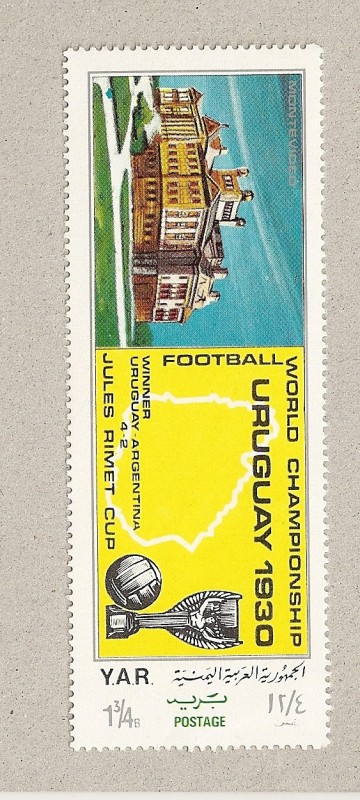 MONTEVIDEO
WORLD CHAMPIONSHIP
FOOTBALL
URUGUAY 1930
WINNER
URUGUAY - ARGENTINA
4-2
JULES RIMET CUP
Y.A.R. الجمهورية العربية اليمنية
1 3/4 B بريد ١٢/٤
POSTAGE